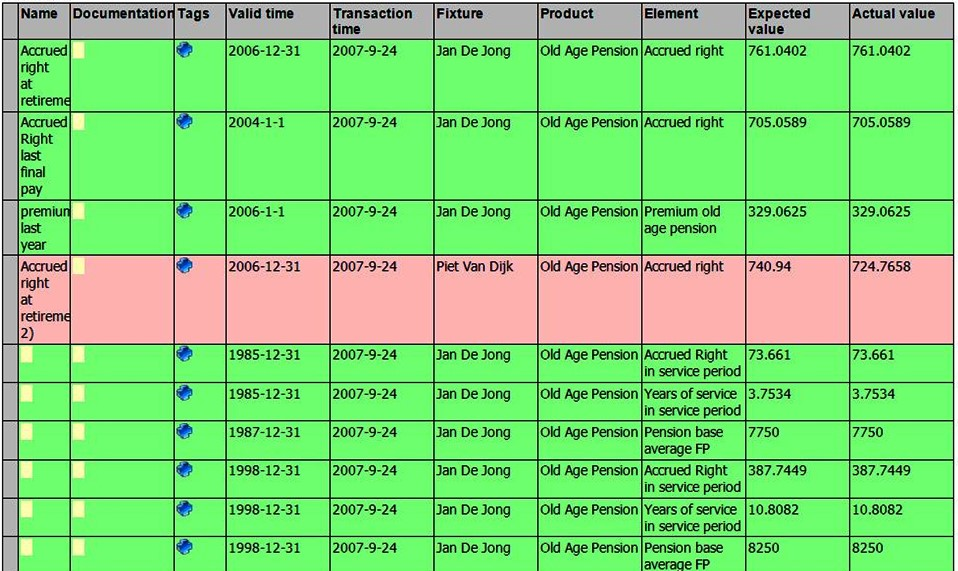 Name Documentation Tags Valid time Transaction time Fixture Product Element Expected value Actual value
Accrued right at retireme 2006-12-31 2007-9-24 Jan De Jong Old Age Pension Accrued right 761.0402 761.0402
Accrued Right last final pay 2004-1-1 2007-9-24 Jan De Jong Old Age Pension Accrued right 705.0589 705.0589
premium last year 2006-1-1 2007-9-24 Jan De Jong Old Age Pension Premium old age pension 329.0625 329.0625
Accrued right at retireme 2) 2006-12-31 2007-9-24 Piet Van Dijk Old Age Pension Accrued right 740.94 724.7658
1985-12-31 2007-9-24 Jan De Jong Old Age Pension Accrued Right in service period 73.661 73.661
1985-12-31 2007-9-24 Jan De Jong Old Age Pension Years of service in service period 3.7534 3.7534
1987-12-31 2007-9-24 Jan De Jong Old Age Pension Pension base average FP 7750 7750
1998-12-31 2007-9-24 Jan De Jong Old Age Pension Accrued Right in service period 387.7449 387.7449
1998-12-31 2007-9-24 Jan De Jong Old Age Pension Years of service in service period 10.8082 10.8082
1998-12-31 2007-9-24 Jan De Jong Old Age Pension Pension base average FP 8250 8250